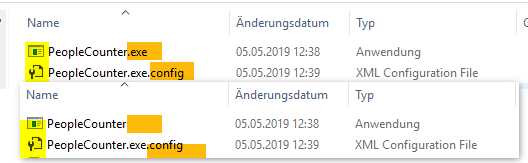 Name Änderungsdatum Typ
PeopleCounter.exe 05.05.2019 12:38 Anwendung
PeopleCounter.exe.config 05.05.2019 12:39 XML Configuration File
Name Änderungsdatum Typ
PeopleCounter 05.05.2019 12:38 Anwendung
PeopleCounter.exe.config 05.05.2019 12:39 XML Configuration File